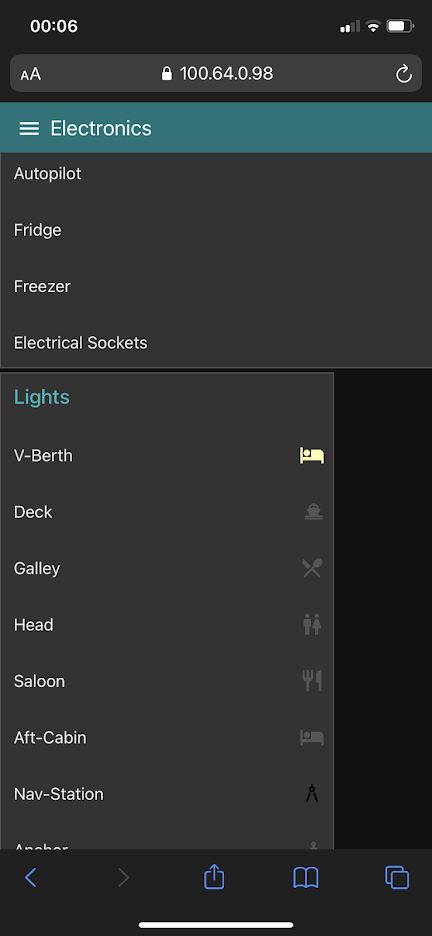 00:06
AA
100.64.0.98
Electronics
Autopilot
Fridge
Freezer
Electrical Sockets
Lights
V-Berth
Deck
Galley
Head
Saloon
Aft-Cabin
Nav-Station
Anchor